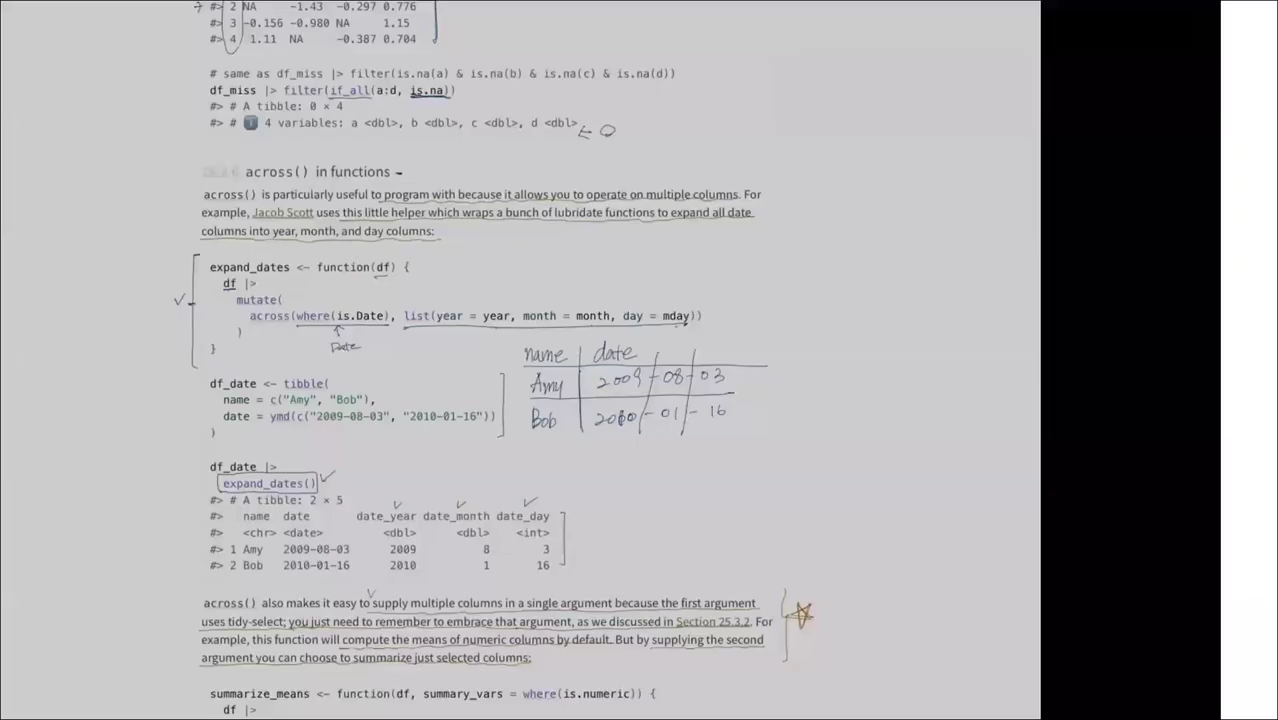 #> 2 NA -1.43 -0.297 0.776
#> 3 -0.156 -0.980 NA 1.15
#> 4 1.11 NA -0.387 0.704
# same as df_miss |> filter(is.na(a) & is.na(b) & is.na(c) & is.na(d))
df_miss |> filter(if_all(a:d, is.na))
#> # A tibble: 0 × 4
#> # 4 variables: a <dbl>, b <dbl>, c <dbl>, d <dbl>
across() in functions
across() is particularly useful to program with because it allows you to operate on multiple columns. For
example, Jacob Scott uses this little helper which wraps a bunch of lubridate functions to expand all date
columns into year, month, and day columns:
expand_dates <- function(df) {
df |>
mutate(
across(where(is.Date), list(year = year, month = month, day = mday))
)
Date
}
name date
Amy 2009-08-03
Bob 2010-01-16
df_date <- tibble(
name = c("Amy", "Bob"),
date = ymd(c("2009-08-03", "2010-01-16"))
)
df_date |>
expand_dates()
#> # A tibble: 2 × 5
#> name date date_year date_month date_day
#> <chr> <date> <dbl> <dbl> <int>
#> 1 Amy 2009-08-03 2009 8 3
#> 2 Bob 2010-01-16 2010 1 16
across() also makes it easy to supply multiple columns in a single argument because the first argument
uses tidy-select; you just need to remember to embrace that argument, as we discussed in Section 25.3.2. For
example, this function will compute the means of numeric columns by default. But by supplying the second
argument you can choose to summarize just selected columns:
summarize_means <- function(df, summary_vars = where(is.numeric)) {
df |>